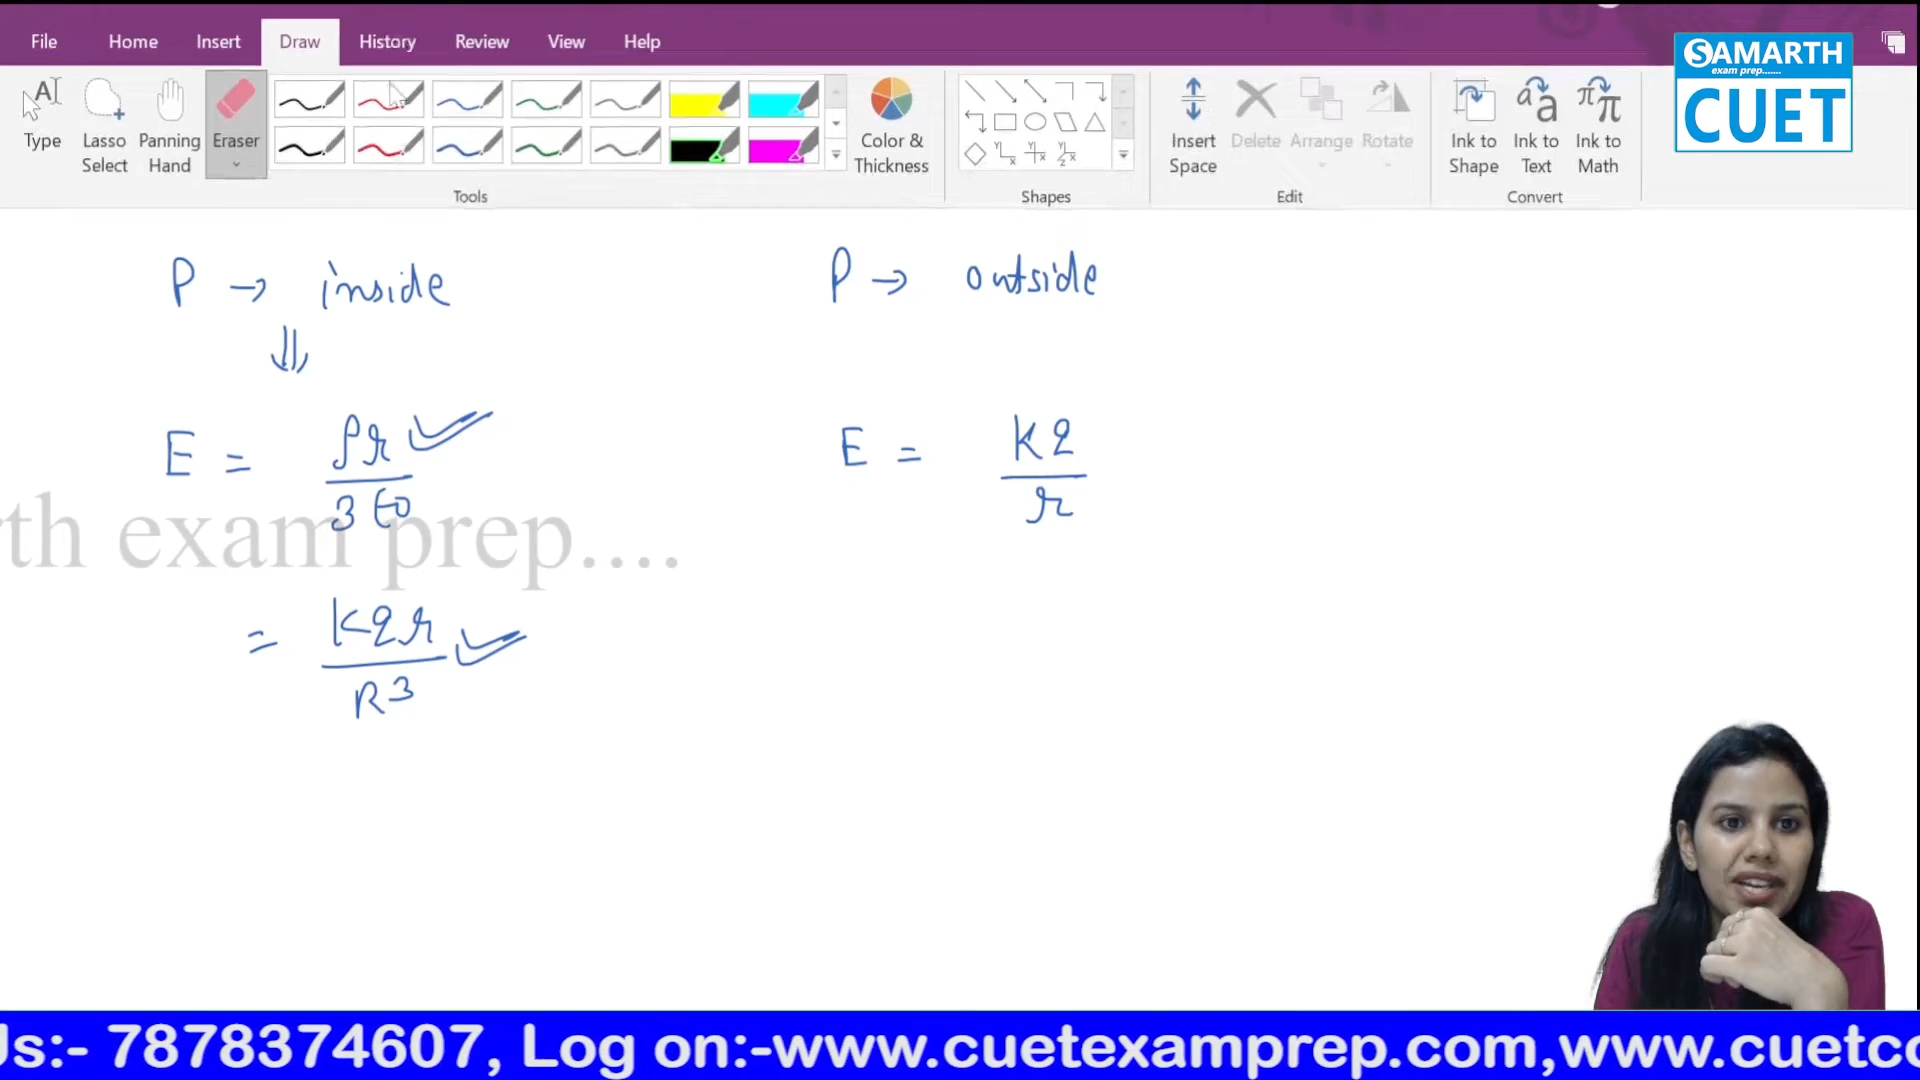 File Home Insert Draw History Review View Help
SAMARTH
exam prep......
CUET
Type
Lasso Select
Panning Hand
Eraser
Color & Thickness
Insert Space
Delete
Arrange
Rotate
Ink to Shape
Ink to Text
Ink to Math
Tools
Shapes
Edit
Convert
P → inside
⇓
E = ρr / 3ε0
= kqr / R3
P → outside
E = kq / r
rth exam prep....
Us:- 7878374607, Log on:-www.cuetexamprep.com,www.cuetco